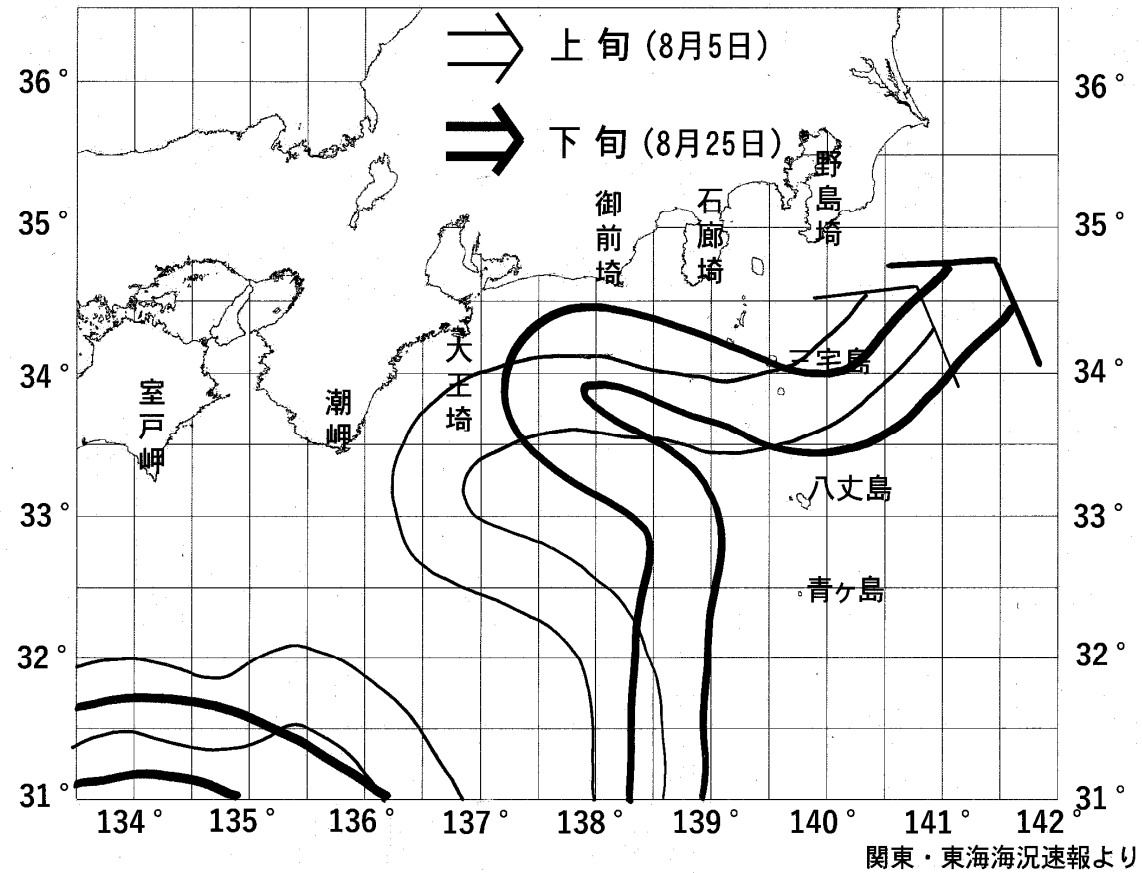 上旬(8月5日)
下旬(8月25日)
36°
36°
35°
35°
34°
34°
33°
33°
32°
32°
31°
31°
野島埼
石廊埼
御前埼
大王埼
潮岬
室戸岬
三宅島
八丈島
青ヶ島
134°
135°
136°
137°
138°
139°
140°
141°
142°
関東・東海海況速報より